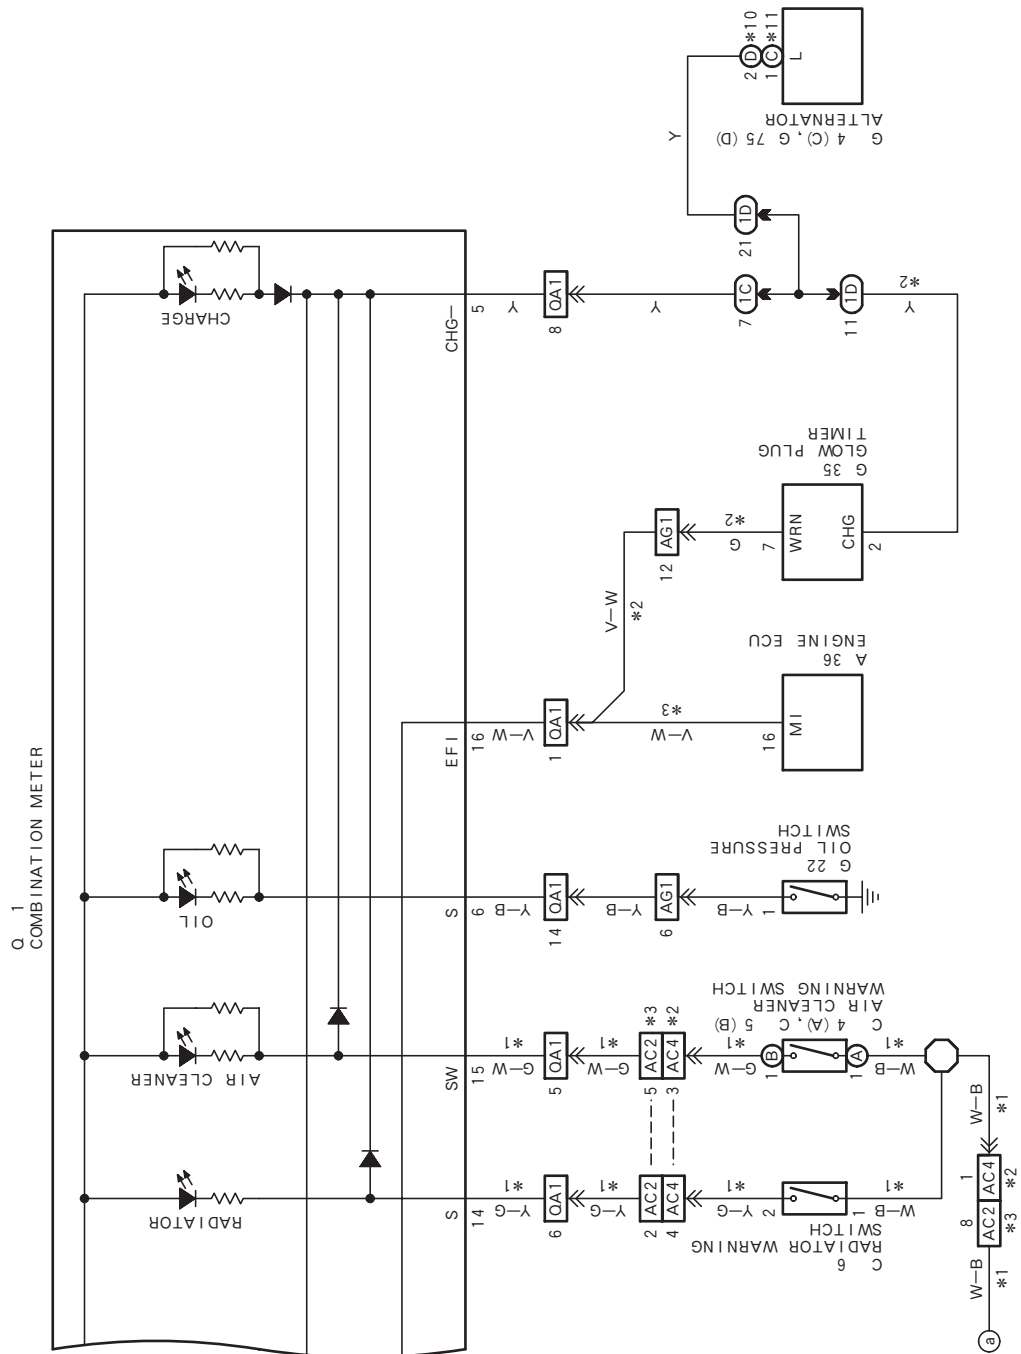 Q 1
COMBINATION METER
CHARGE
CHG–
5
Y
8
QA1
Y
7
1C
21
1D
11
1D
*2
Y
Y
2
D
*10
1
C
*11
L
G 4 (C), G 75 (D)
ALTERNATOR
G 35
GLOW PLUG
TIMER
WRN
7
CHG
2
*2
G
12
AG1
V–W
*2
EFI
16
V–W
1
QA1
*3
V–W
A 36
ENGINE ECU
16
MI
OIL
S
6
Y–B
14
QA1
Y–B
6
AG1
Y–B
1
G 22
OIL PRESSURE
SWITCH
AIR CLEANER
SW
15
*1
G–W
5
QA1
*1
G–W
5
AC2
*3
3
AC4
*2
*1
G–W
1
B
1
A
C 4 (A), C 5 (B)
AIR CLEANER
WARNING SWITCH
*1
W–B
RADIATOR
S
14
*1
Y–G
6
QA1
*1
Y–G
2
AC2
4
AC4
*1
Y–G
2
1
C 6
RADIATOR WARNING
SWITCH
*1
W–B
W–B
*1
1
AC4
*2
8
AC2
*3
W–B
*1
a